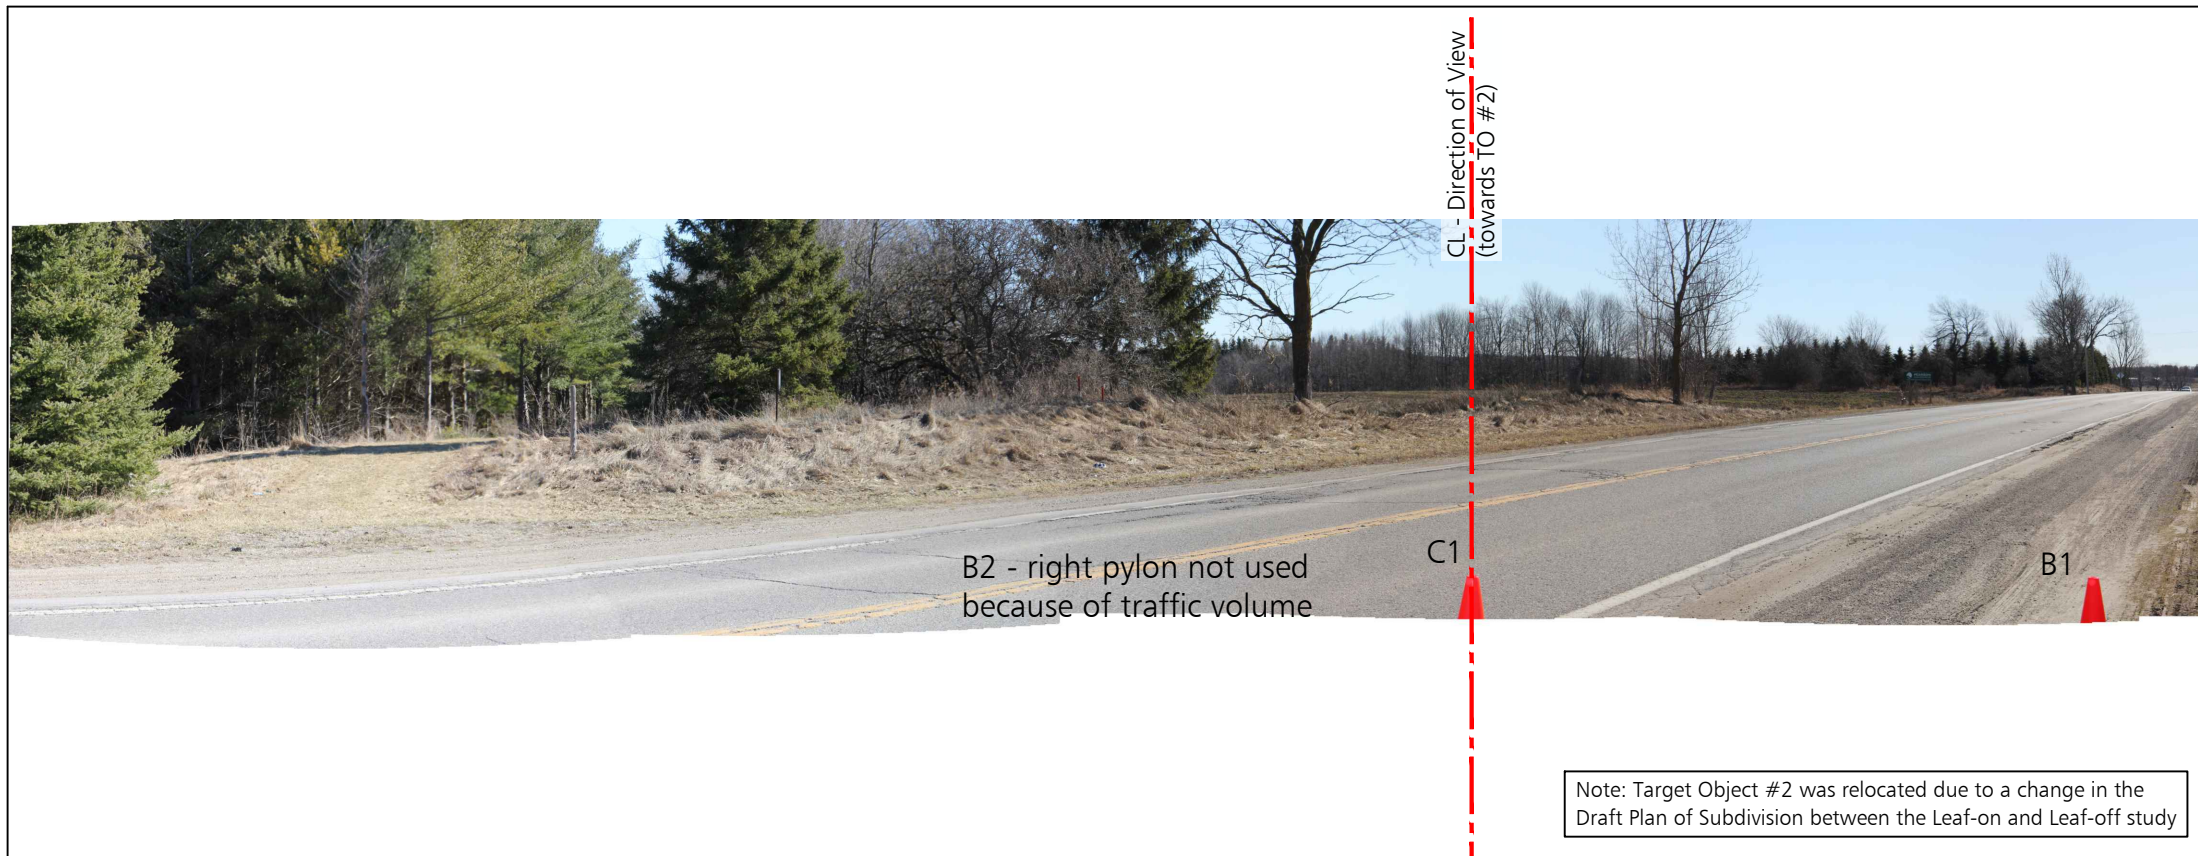 CL - Direction of View
(towards TO #2)
B2 - right pylon not used
because of traffic volume
C1
B1
Note: Target Object #2 was relocated due to a change in the
Draft Plan of Subdivision between the Leaf-on and Leaf-off study